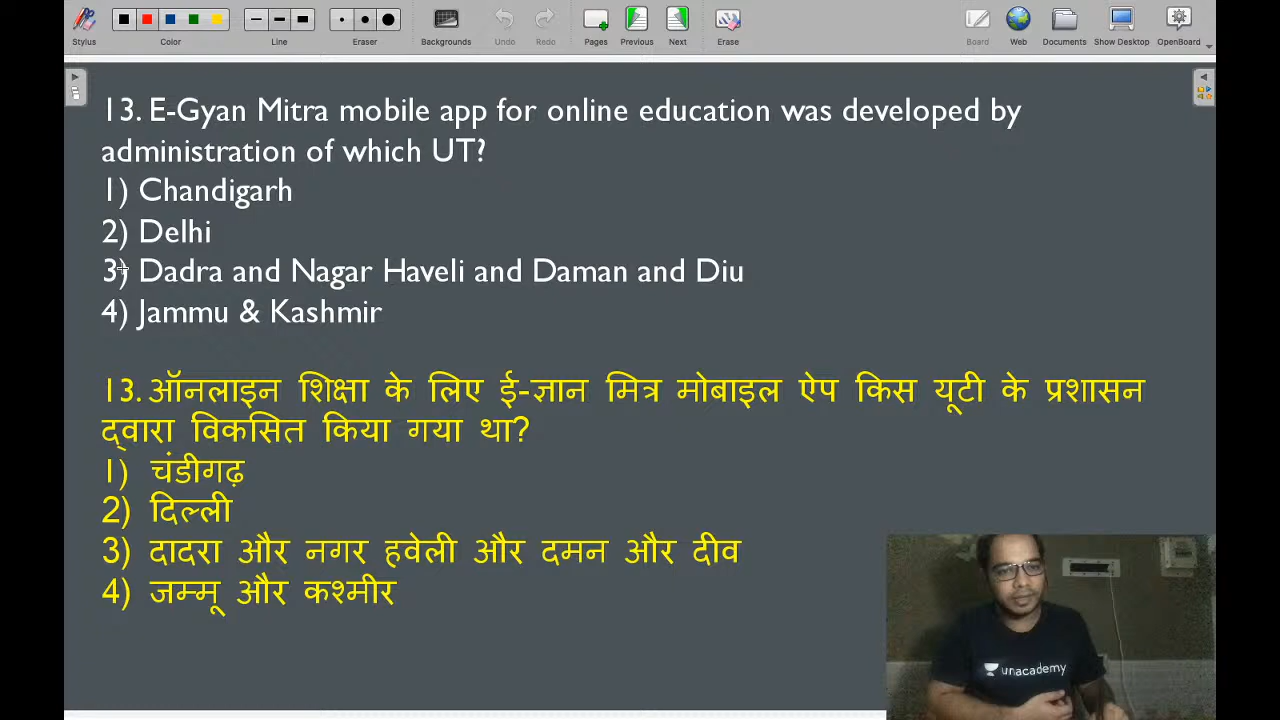 Stylus
Color
Line
Eraser
Backgrounds
Undo
Redo
Pages
Previous
Next
Erase
Board
Web
Documents
Show Desktop
OpenBoard
13. E-Gyan Mitra mobile app for online education was developed by
administration of which UT?
1) Chandigarh
2) Delhi
3) Dadra and Nagar Haveli and Daman and Diu
4) Jammu & Kashmir
13. ऑनलाइन शिक्षा के लिए ई-ज्ञान मित्र मोबाइल ऐप किस यूटी के प्रशासन
द्वारा विकसित किया गया था?
1) चंडीगढ़
2) दिल्ली
3) दादरा और नगर हवेली और दमन और दीव
4) जम्मू और कश्मीर
unacademy